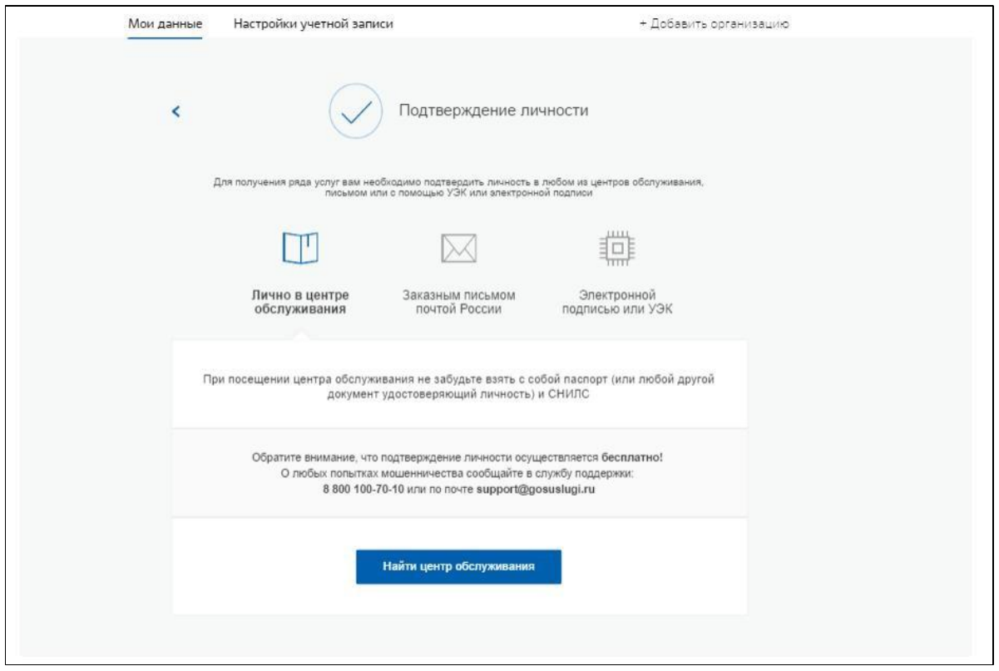 Мои данные
Настройки учетной записи
+ Добавить организацию
Подтверждение личности
Для получения ряда услуг вам необходимо подтвердить личность в любом из центров обслуживания,
письмом или с помощью УЭК или электронной подписи
Лично в центре
обслуживания
Заказным письмом
почтой России
Электронной
подписью или УЭК
При посещении центра обслуживания не забудьте взять с собой паспорт (или любой другой
документ удостоверяющий личность) и СНИЛС
Обратите внимание, что подтверждение личности осуществляется бесплатно!
О любых попытках мошенничества сообщайте в службу поддержки:
8 800 100-70-10 или по почте support@gosuslugi.ru
Найти центр обслуживания